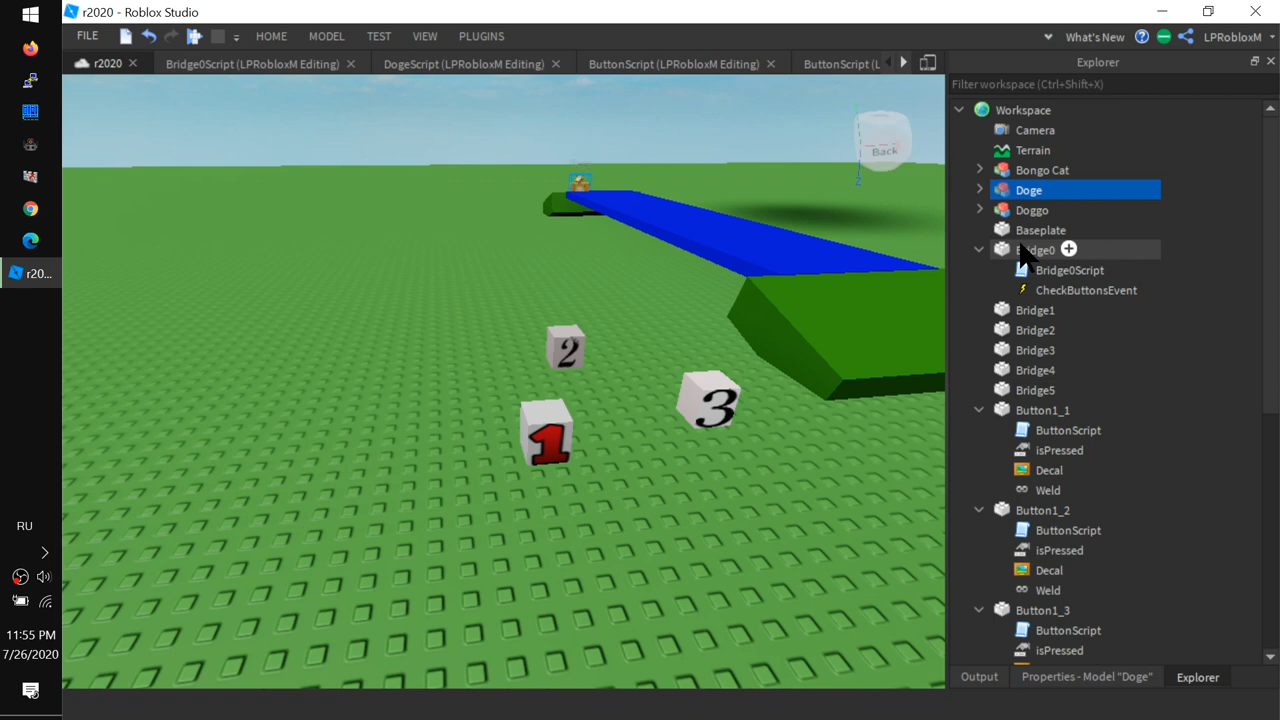 r2020 - Roblox Studio
FILE
HOME
MODEL
TEST
VIEW
PLUGINS
What's New
LPRobloxM
r2020
Bridge0Script (LPRobloxM Editing)
DogeScript (LPRobloxM Editing)
ButtonScript (LPRobloxM Editing)
ButtonScript (L
Explorer
Filter workspace (Ctrl+Shift+X)
Workspace
Camera
Terrain
Bongo Cat
Doge
Doggo
Baseplate
Bridge0
Bridge0Script
CheckButtonsEvent
Bridge1
Bridge2
Bridge3
Bridge4
Bridge5
Button1_1
ButtonScript
isPressed
Decal
Weld
Button1_2
ButtonScript
isPressed
Decal
Weld
Button1_3
ButtonScript
isPressed
Output
Properties - Model "Doge"
Explorer
Back
Z
2
3
1
r20...
RU
11:55 PM
7/26/2020